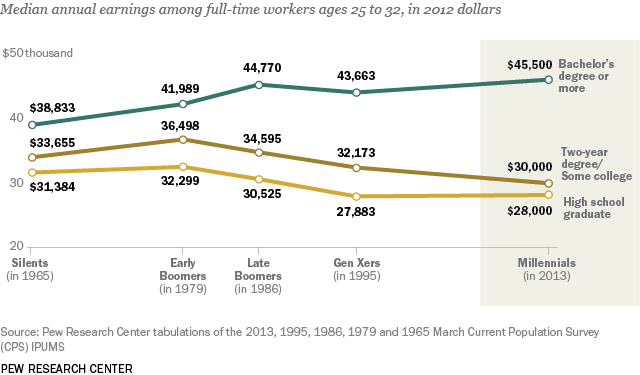 Median annual earnings among full-time workers ages 25 to 32, in 2012 dollars
$50 thousand
40
30
20
$38,833
41,989
44,770
43,663
$45,500
Bachelor's
degree or
more
$33,655
36,498
34,595
32,173
$30,000
Two-year
degree/
Some college
$31,384
32,299
30,525
27,883
$28,000
High school
graduate
Silents
(in 1965)
Early
Boomers
(in 1979)
Late
Boomers
(in 1986)
Gen Xers
(in 1995)
Millennials
(in 2013)
Source: Pew Research Center tabulations of the 2013, 1995, 1986, 1979 and 1965 March Current Population Survey
(CPS) IPUMS
PEW RESEARCH CENTER